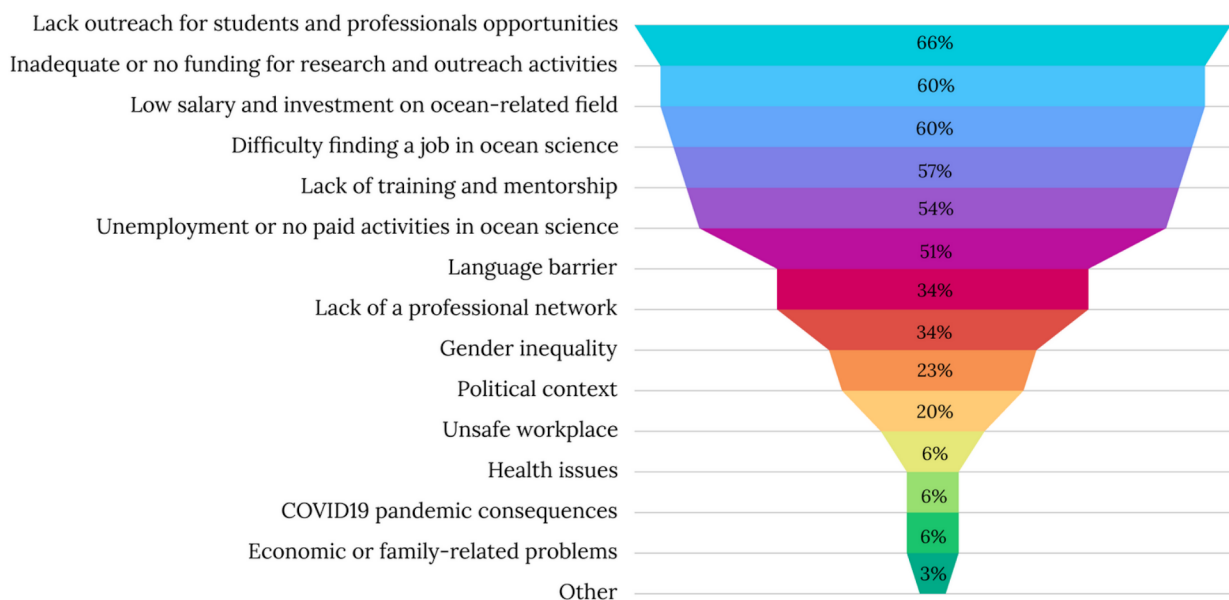 Lack outreach for students and professionals opportunities
66%
Inadequate or no funding for research and outreach activities
60%
Low salary and investment on ocean-related field
60%
Difficulty finding a job in ocean science
57%
Lack of training and mentorship
54%
Unemployment or no paid activities in ocean science
51%
Language barrier
34%
Lack of a professional network
34%
Gender inequality
23%
Political context
20%
Unsafe workplace
6%
Health issues
6%
COVID19 pandemic consequences
6%
Economic or family-related problems
3%
Other